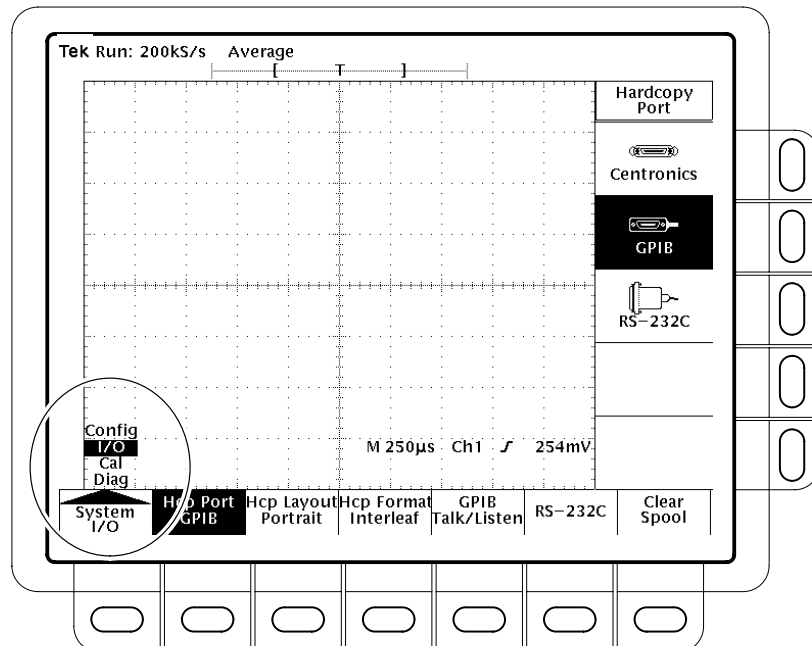 Tek Run: 200kS/s Average
[ T ]
Hardcopy
Port
Centronics
GPIB
RS-232C
Config
I/O
Cal
Diag
M 250µs Ch1 254mV
System
I/O
Hcp Port
GPIB
Hcp Layout
Portrait
Hcp Format
Interleaf
GPIB
Talk/Listen
RS-232C
Clear
Spool